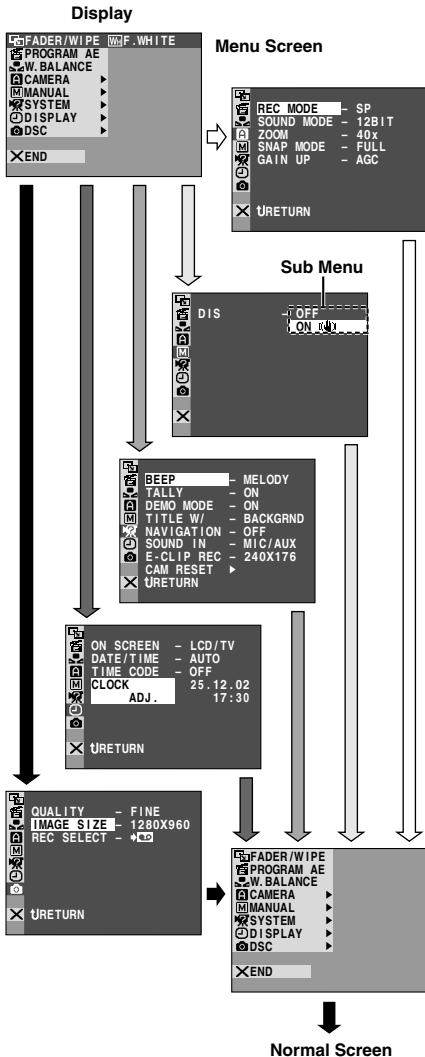 Display
FADER/WIPE WH F.WHITE
PROGRAM AE
W.BALANCE
A CAMERA
M MANUAL
SYSTEM
DISPLAY
DSC
END
Menu Screen
A
M
REC MODE – SP
SOUND MODE – 12BIT
ZOOM – 40x
SNAP MODE – FULL
GAIN UP – AGC
RETURN
Sub Menu
A
M
DIS – OFF
ON
A
M
BEEP – MELODY
TALLY – ON
DEMO MODE – ON
TITLE W/ – BACKGRND
NAVIGATION – OFF
SOUND IN – MIC/AUX
E-CLIP REC – 240X176
CAM RESET
RETURN
A
M
ON SCREEN – LCD/TV
DATE/TIME – AUTO
TIME CODE – OFF
CLOCK 25.12.02
ADJ. 17:30
RETURN
A
M
QUALITY – FINE
IMAGE SIZE – 1280X960
REC SELECT –
RETURN
FADER/WIPE
PROGRAM AE
W.BALANCE
A CAMERA
M MANUAL
SYSTEM
DISPLAY
DSC
END
Normal Screen